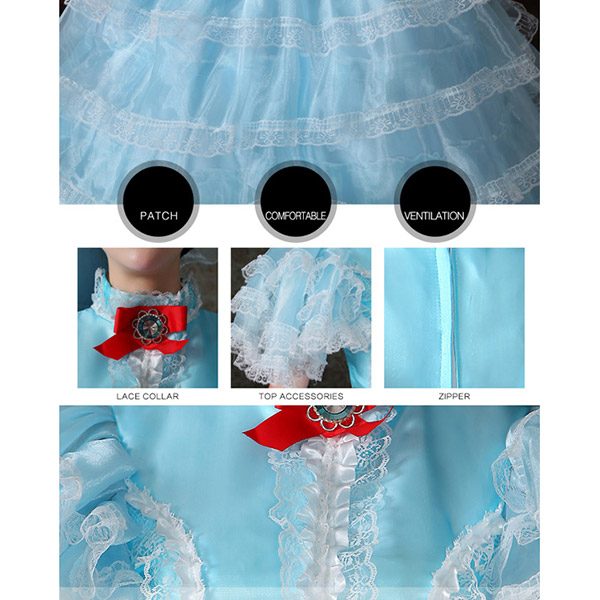 PATCH
COMFORTABLE
VENTILATION
LACE COLLAR
TOP ACCESSORIES
ZIPPER